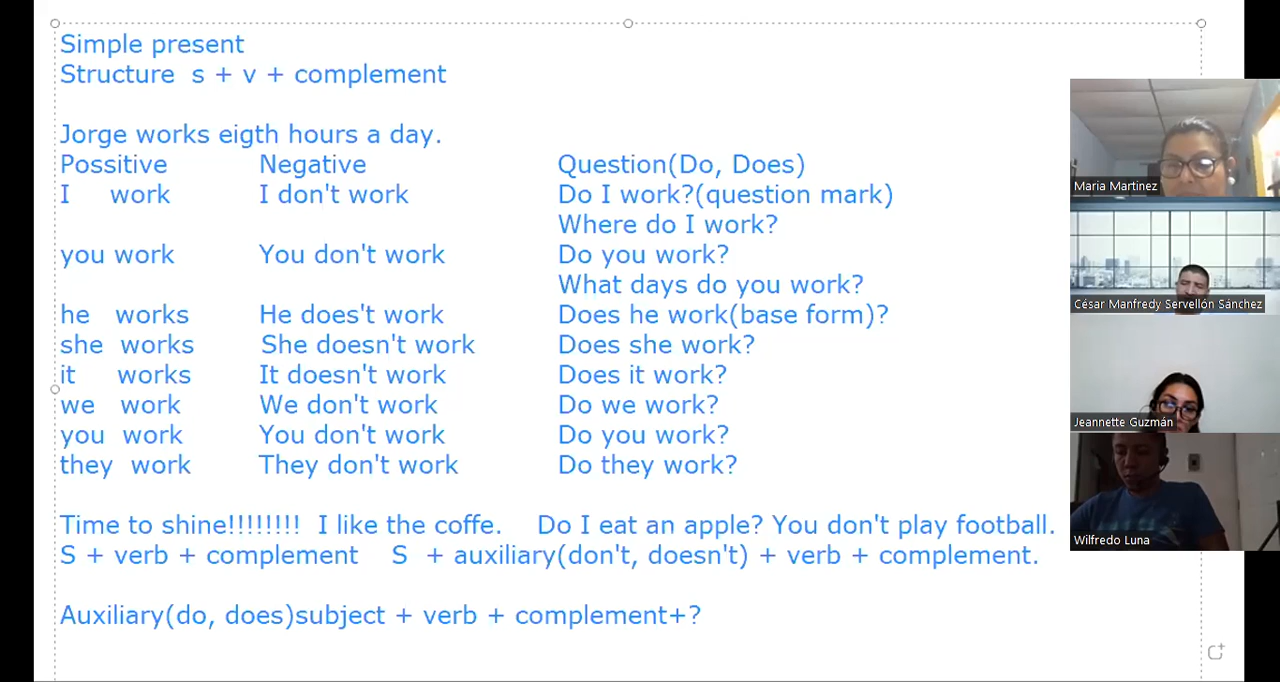 Simple present
Structure  s + v + complement
Jorge works eigth hours a day.
Possitive Negative Question(Do, Does)
I work I don't work Do I work?(question mark)
Where do I work?
you work You don't work Do you work?
What days do you work?
he works He does't work Does he work(base form)?
she works She doesn't work Does she work?
it works It doesn't work Does it work?
we work We don't work Do we work?
you work You don't work Do you work?
they work They don't work Do they work?
Time to shine!!!!!!!! I like the coffe. Do I eat an apple? You don't play football.
S + verb + complement S + auxiliary(don't, doesn't) + verb + complement.
Auxiliary(do, does)subject + verb + complement+?
Maria Martinez
César Manfredy Servellón Sánchez
Jeannette Guzmán
Wilfredo Luna